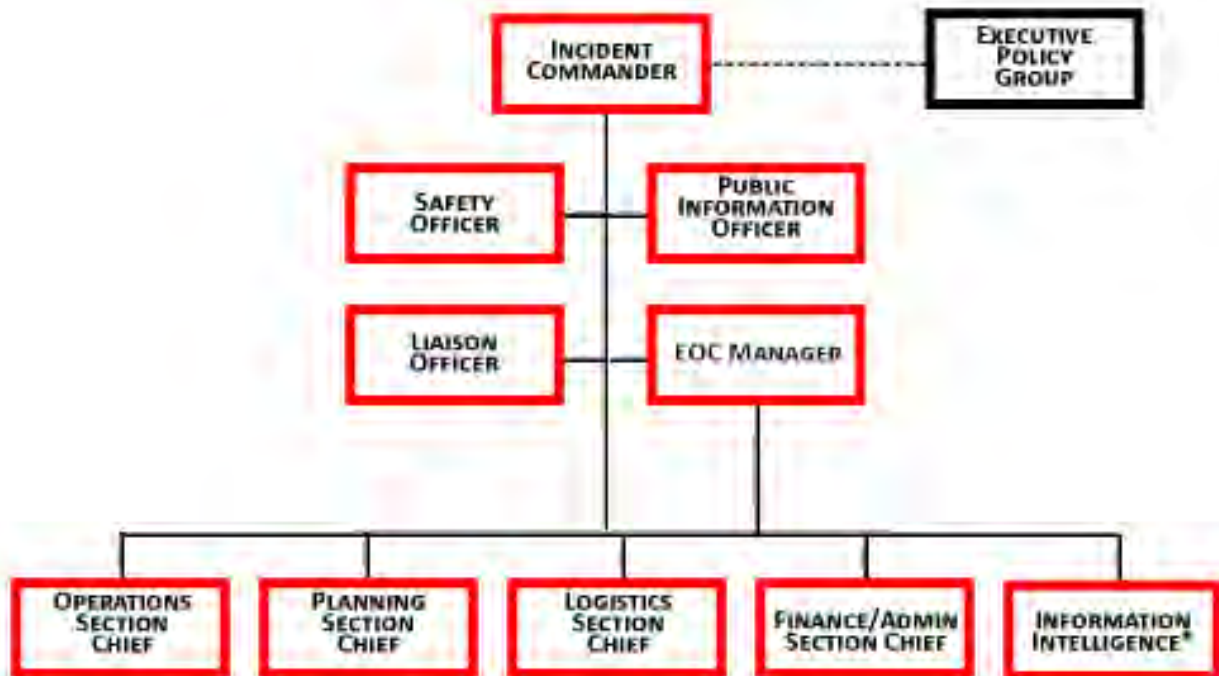 INCIDENT
COMMANDER
EXECUTIVE
POLICY
GROUP
SAFETY
OFFICER
PUBLIC
INFORMATION
OFFICER
LIAISON
OFFICER
EOC MANAGER
OPERATIONS
SECTION
CHIEF
PLANNING
SECTION
CHIEF
LOGISTICS
SECTION
CHIEF
FINANCE/ADMIN
SECTION CHIEF
INFORMATION
INTELLIGENCE*